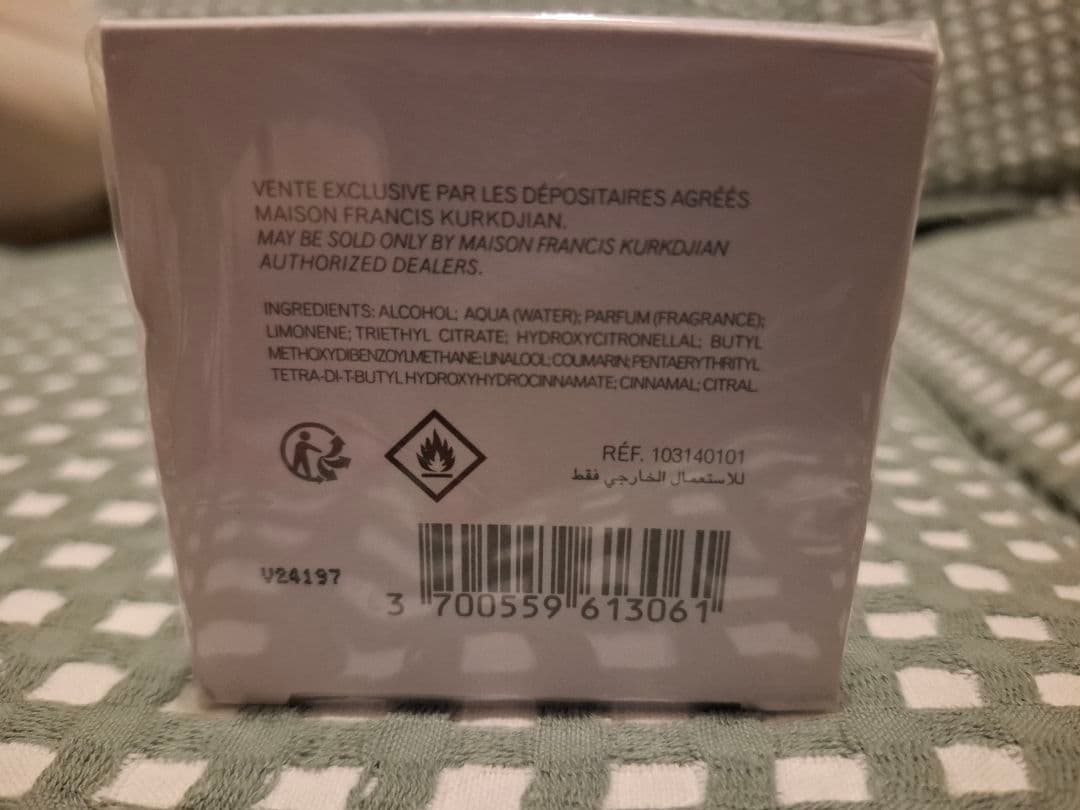 VENTE EXCLUSIVE PAR LES DÉPOSITAIRES AGRÉÉS
MAISON FRANCIS KURKDJIAN.
MAY BE SOLD ONLY BY MAISON FRANCIS KURKDJIAN
AUTHORIZED DEALERS.
INGREDIENTS: ALCOHOL; AQUA (WATER); PARFUM (FRAGRANCE);
LIMONENE; TRIETHYL CITRATE; HYDROXYCITRONELLAL; BUTYL
METHOXYDIBENZOYLMETHANE; LINALOOL; COUMARIN; PENTAERYTHRITYL
TETRA-DI-T-BUTYL HYDROXYHYDROCINNAMATE; CINNAMAL; CITRAL.
RÉF. 103140101
للاستعمال الخارجي فقط
V24197
3 700559 613061